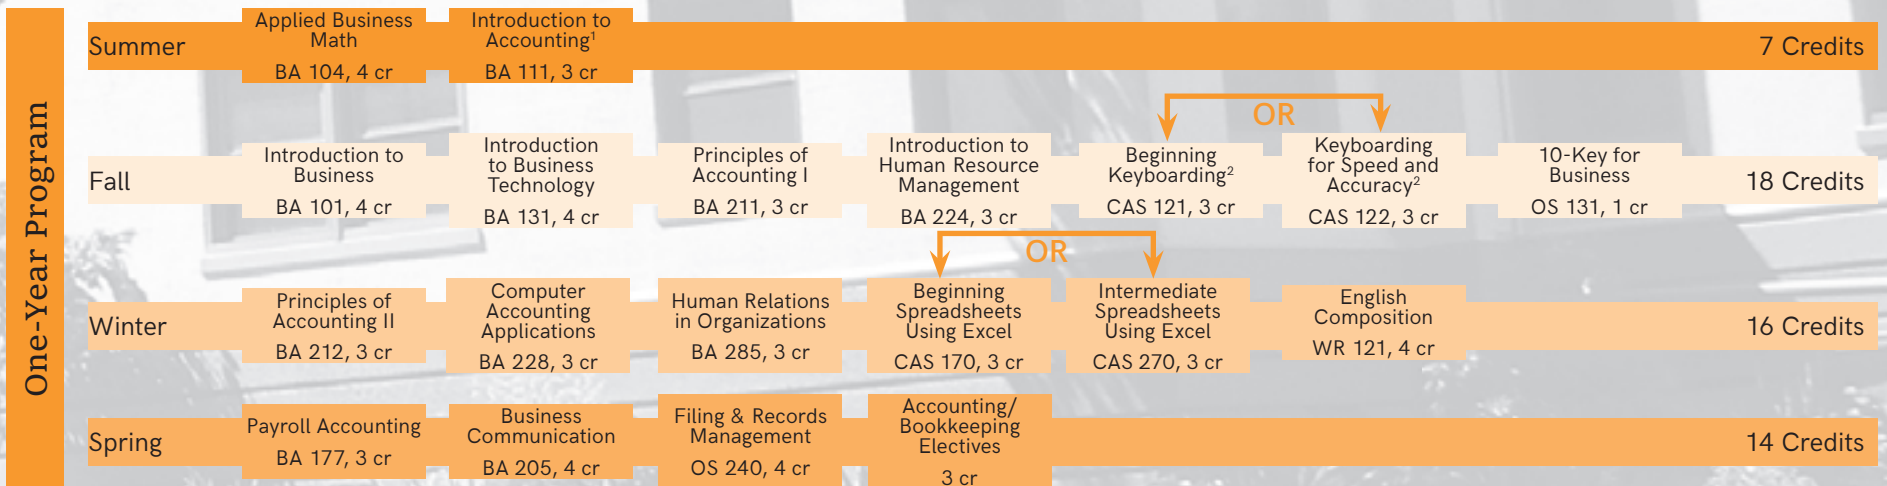 One-Year Program
Summer
Applied Business
Math
BA 104, 4 cr
Introduction to
Accounting¹
BA 111, 3 cr
7 Credits
OR
Fall
Introduction to
Business
BA 101, 4 cr
Introduction
to Business
Technology
BA 131, 4 cr
Principles of
Accounting I
BA 211, 3 cr
Introduction to
Human Resource
Management
BA 224, 3 cr
Beginning
Keyboarding²
CAS 121, 3 cr
Keyboarding
for Speed and
Accuracy²
CAS 122, 3 cr
10-Key for
Business
OS 131, 1 cr
18 Credits
OR
Winter
Principles of
Accounting II
BA 212, 3 cr
Computer
Accounting
Applications
BA 228, 3 cr
Human Relations
in Organizations
BA 285, 3 cr
Beginning
Spreadsheets
Using Excel
CAS 170, 3 cr
Intermediate
Spreadsheets
Using Excel
CAS 270, 3 cr
English
Composition
WR 121, 4 cr
16 Credits
Spring
Payroll Accounting
BA 177, 3 cr
Business
Communication
BA 205, 4 cr
Filing & Records
Management
OS 240, 4 cr
Accounting/
Bookkeeping
Electives
3 cr
14 Credits